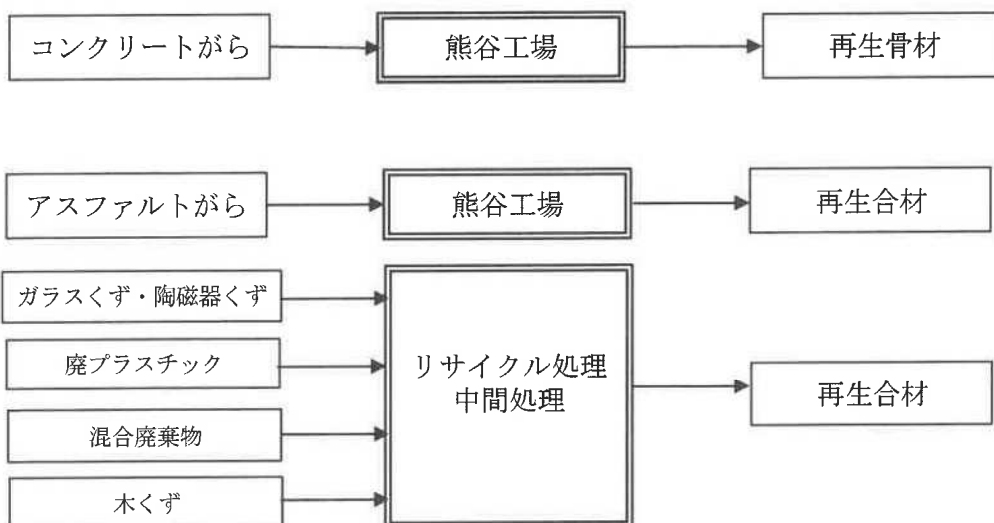 コンクリートがら
熊谷工場
再生骨材
アスファルトがら
熊谷工場
再生合材
ガラスくず・陶磁器くず
廃プラスチック
混合廃棄物
木くず
リサイクル処理
中間処理
再生合材